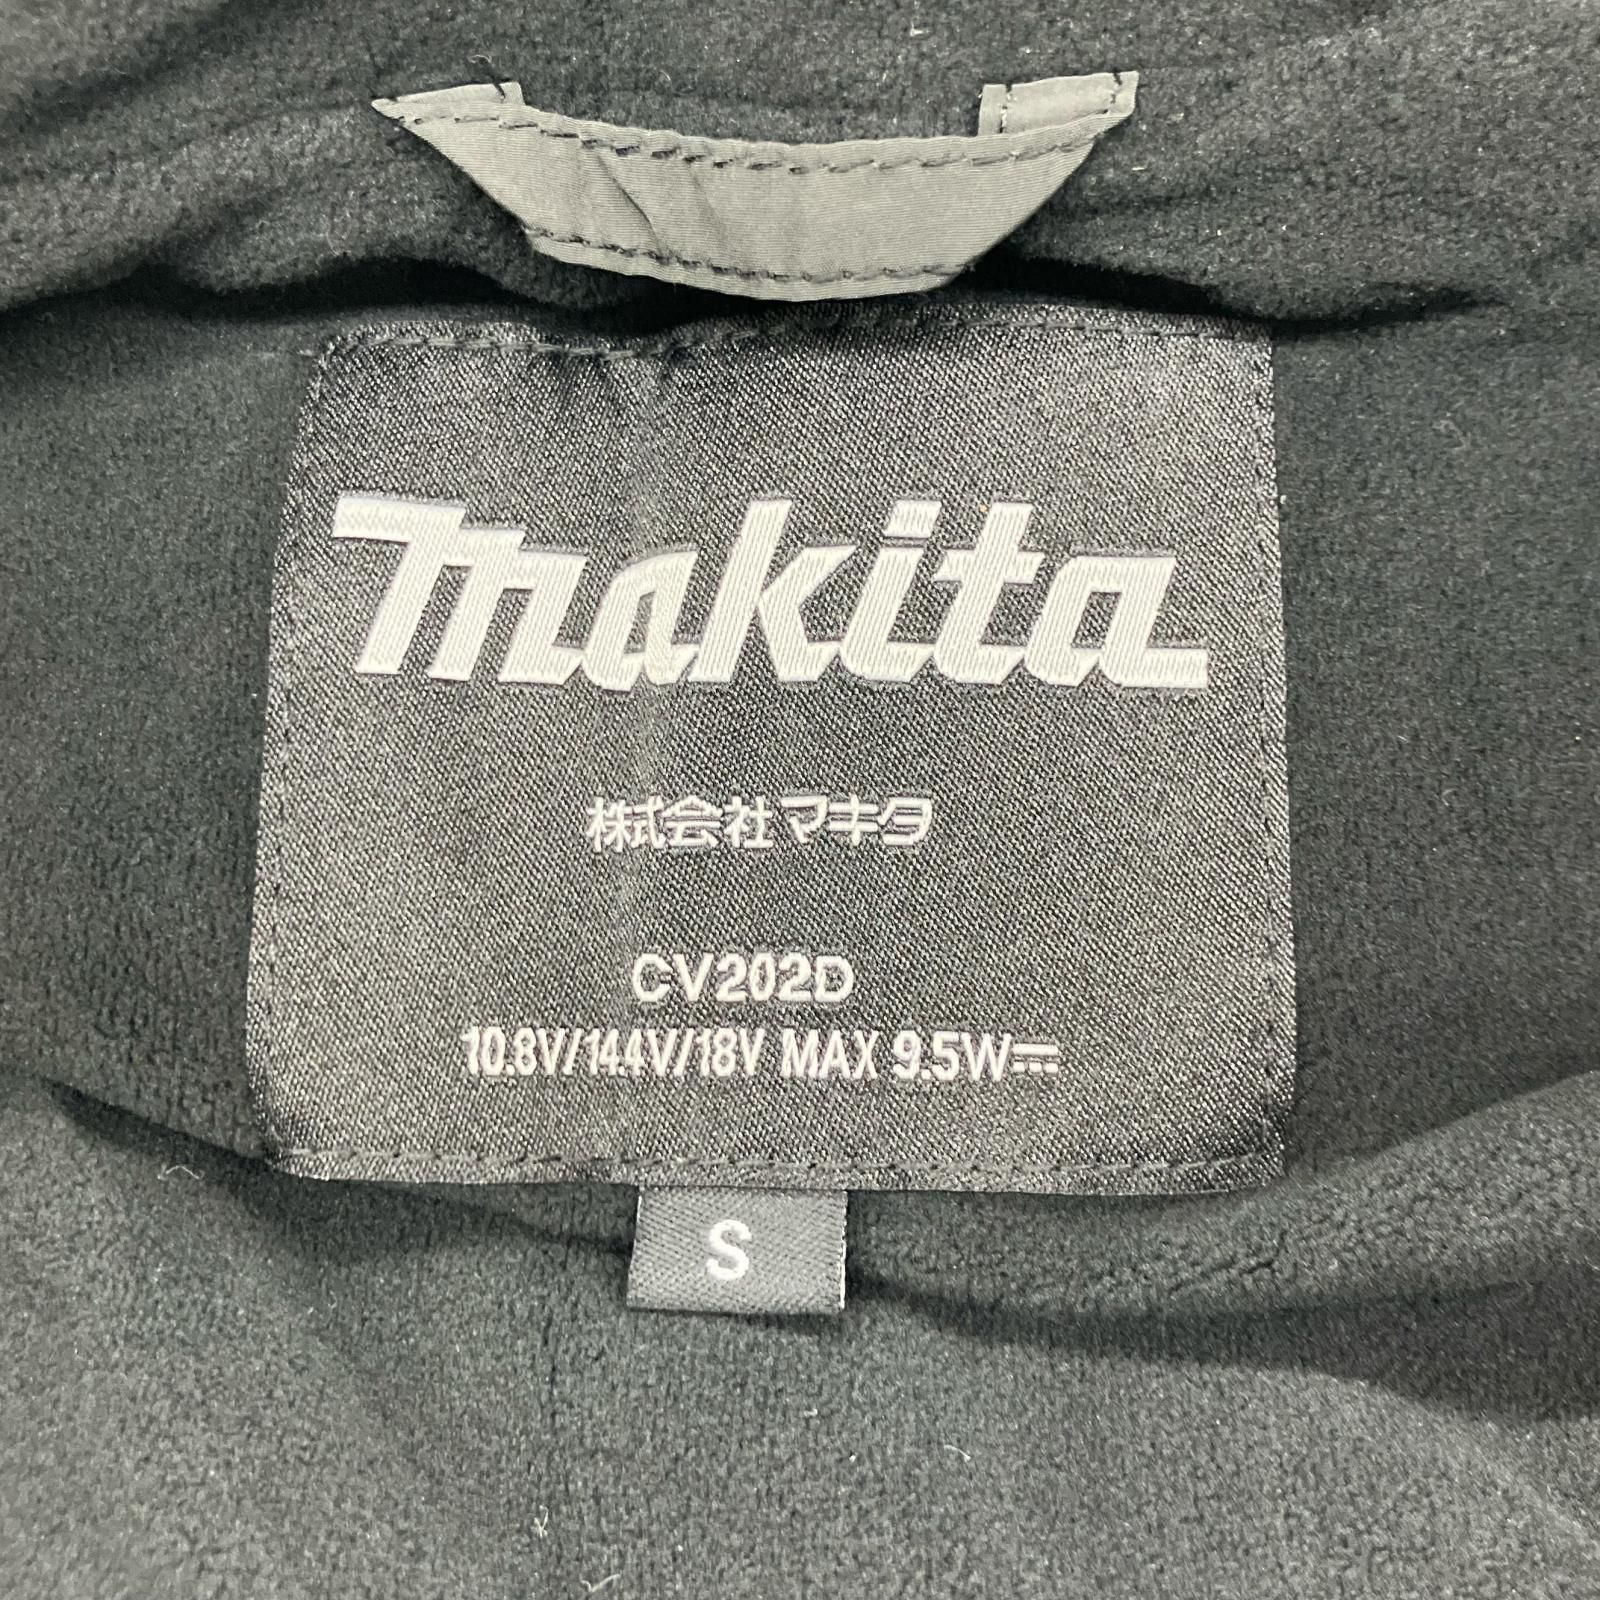 makita
株式会社マキタ
CV202D
10.8V/14.4V/18V MAX 9.5W⎓
S